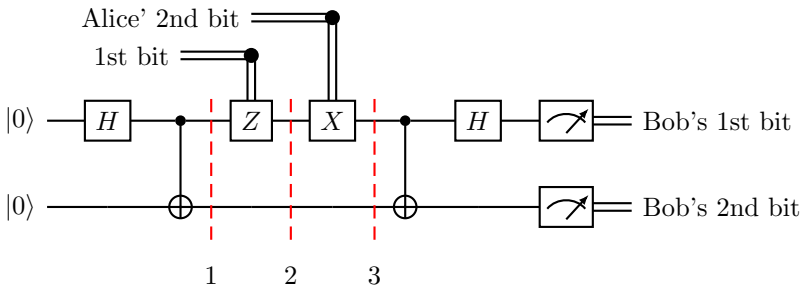 Alice' 2nd bit
1st bit
|0⟩ H Z X H Bob's 1st bit
|0⟩ Bob's 2nd bit
1 2 3